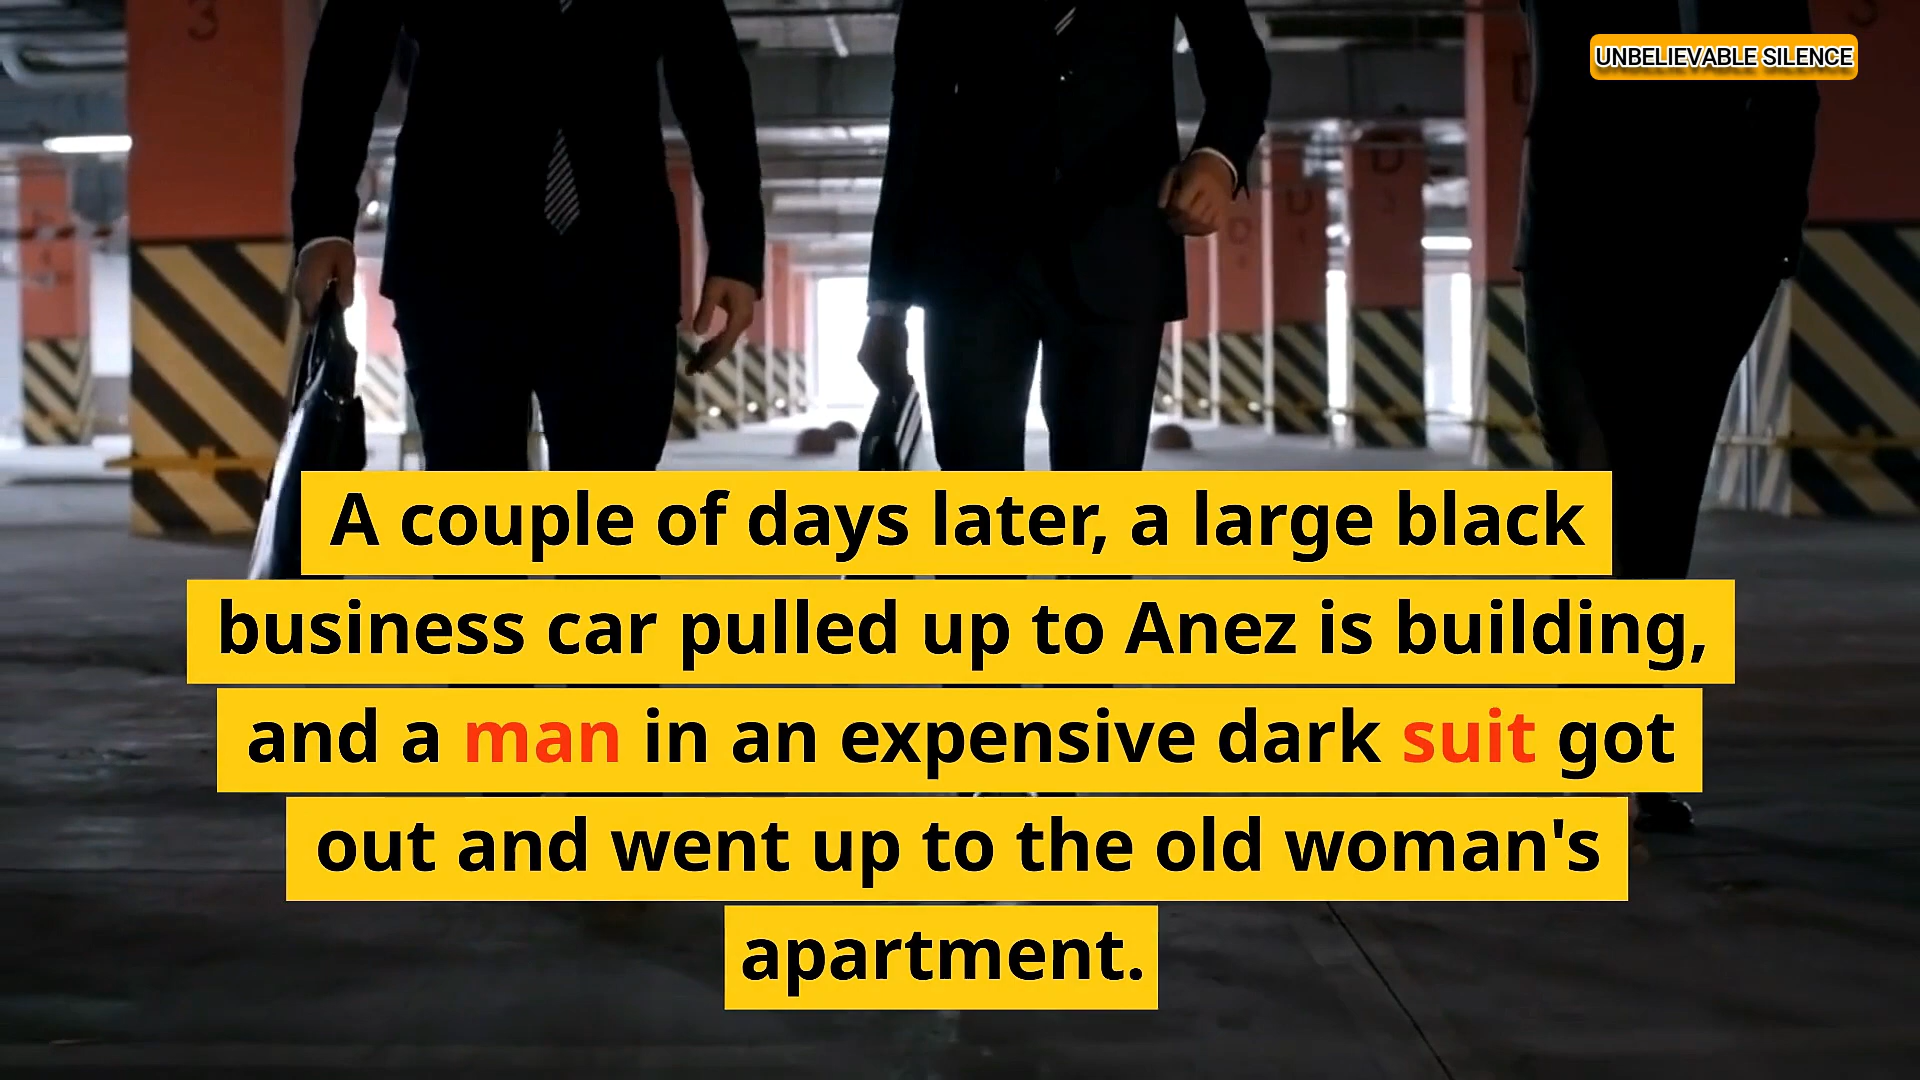 UNBELIEVABLE SILENCE
A couple of days later, a large black
business car pulled up to Anez is building,
and a man in an expensive dark suit got
out and went up to the old woman's
apartment.